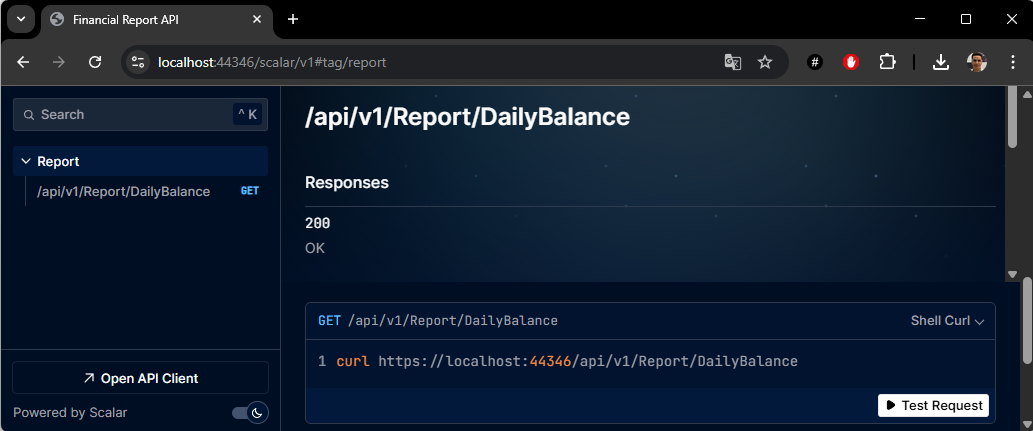 Financial Report API
localhost:44346/scalar/v1#tag/report
#
Search
^ K
Report
/api/v1/Report/DailyBalance GET
Open API Client
Powered by Scalar
/api/v1/Report/DailyBalance
Responses
200
OK
GET /api/v1/Report/DailyBalance
Shell Curl
1 curl https://localhost:44346/api/v1/Report/DailyBalance
Test Request